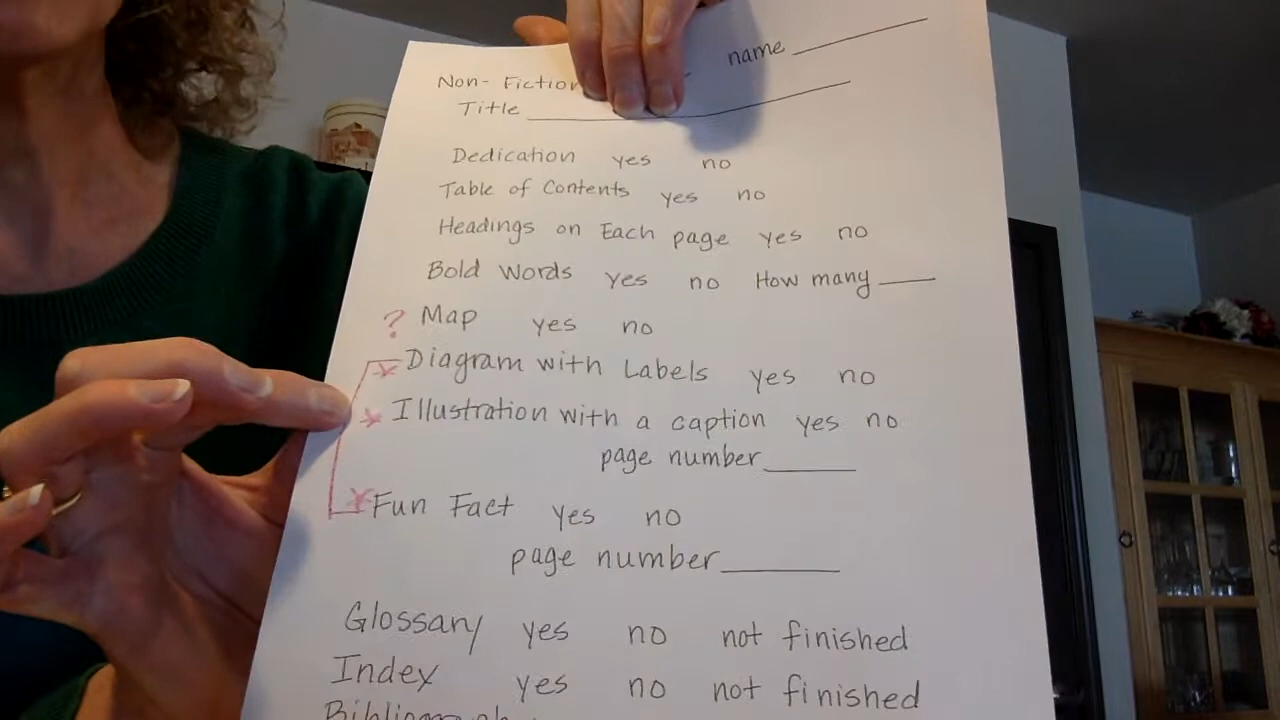 name
Non-Fiction
Title
Dedication yes no
Table of Contents yes no
Headings on Each page yes no
Bold Words yes no How many
? Map yes no
* Diagram with Labels yes no
* Illustration with a caption yes no
page number
* Fun Fact yes no
page number
Glossary yes no not finished
Index yes no not finished